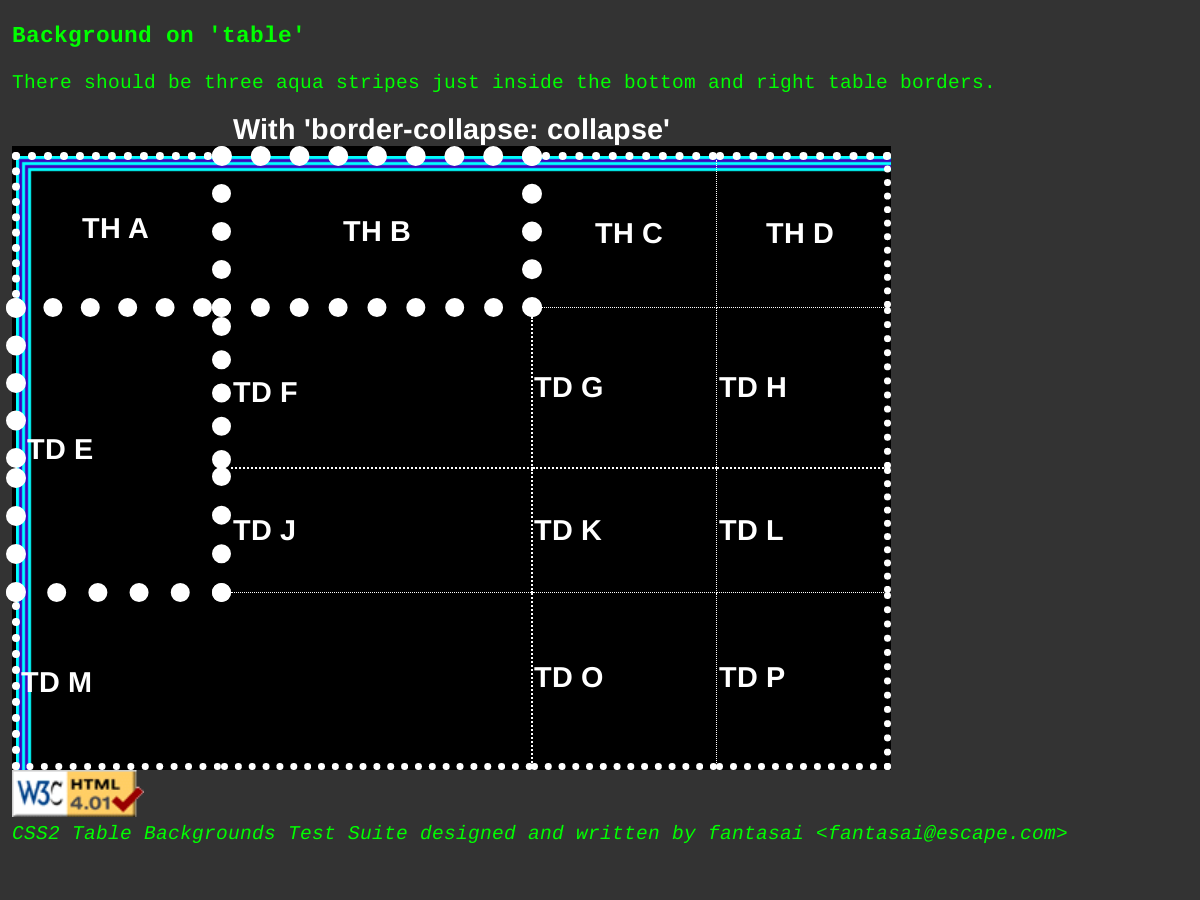 Background on 'table'
There should be three aqua stripes just inside the bottom and right table borders.
With 'border-collapse: collapse'
TH A TH B TH C TH D
TD F TD G TD H
TD E
TD J TD K TD L
TD M TD O TD P
W3C HTML 4.01
CSS2 Table Backgrounds Test Suite designed and written by fantasai <fantasai@escape.com>